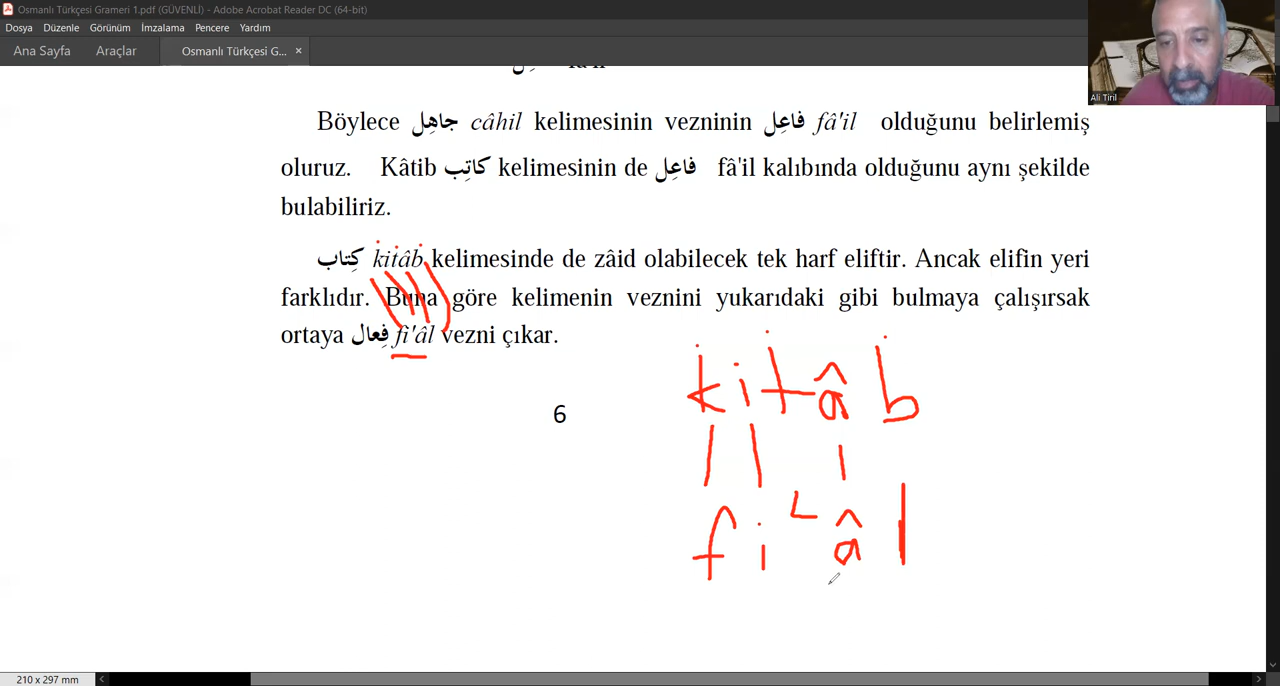 Osmanlı Türkçesi Grameri 1.pdf (GÜVENLİ) - Adobe Acrobat Reader DC (64-bit)
Dosya Düzenle Görünüm İmzalama Pencere Yardım
Ana Sayfa Araçlar Osmanlı Türkçesi G... ×
Ali Tiril
Böylece جاهِل câhil kelimesinin vezninin فاعِل fâ'il olduğunu belirlemiş
oluruz. Kâtib كاتِب kelimesinin de فاعِل fâ'il kalıbında olduğunu aynı şekilde
bulabiliriz.
كِتاب kitâb kelimesinde de zâid olabilecek tek harf eliftir. Ancak elifin yeri
farklıdır. Buna göre kelimenin veznini yukarıdaki gibi bulmaya çalışırsak
ortaya فِعال fi'âl vezni çıkar.
kitâb
6
fi‘âl
210 x 297 mm